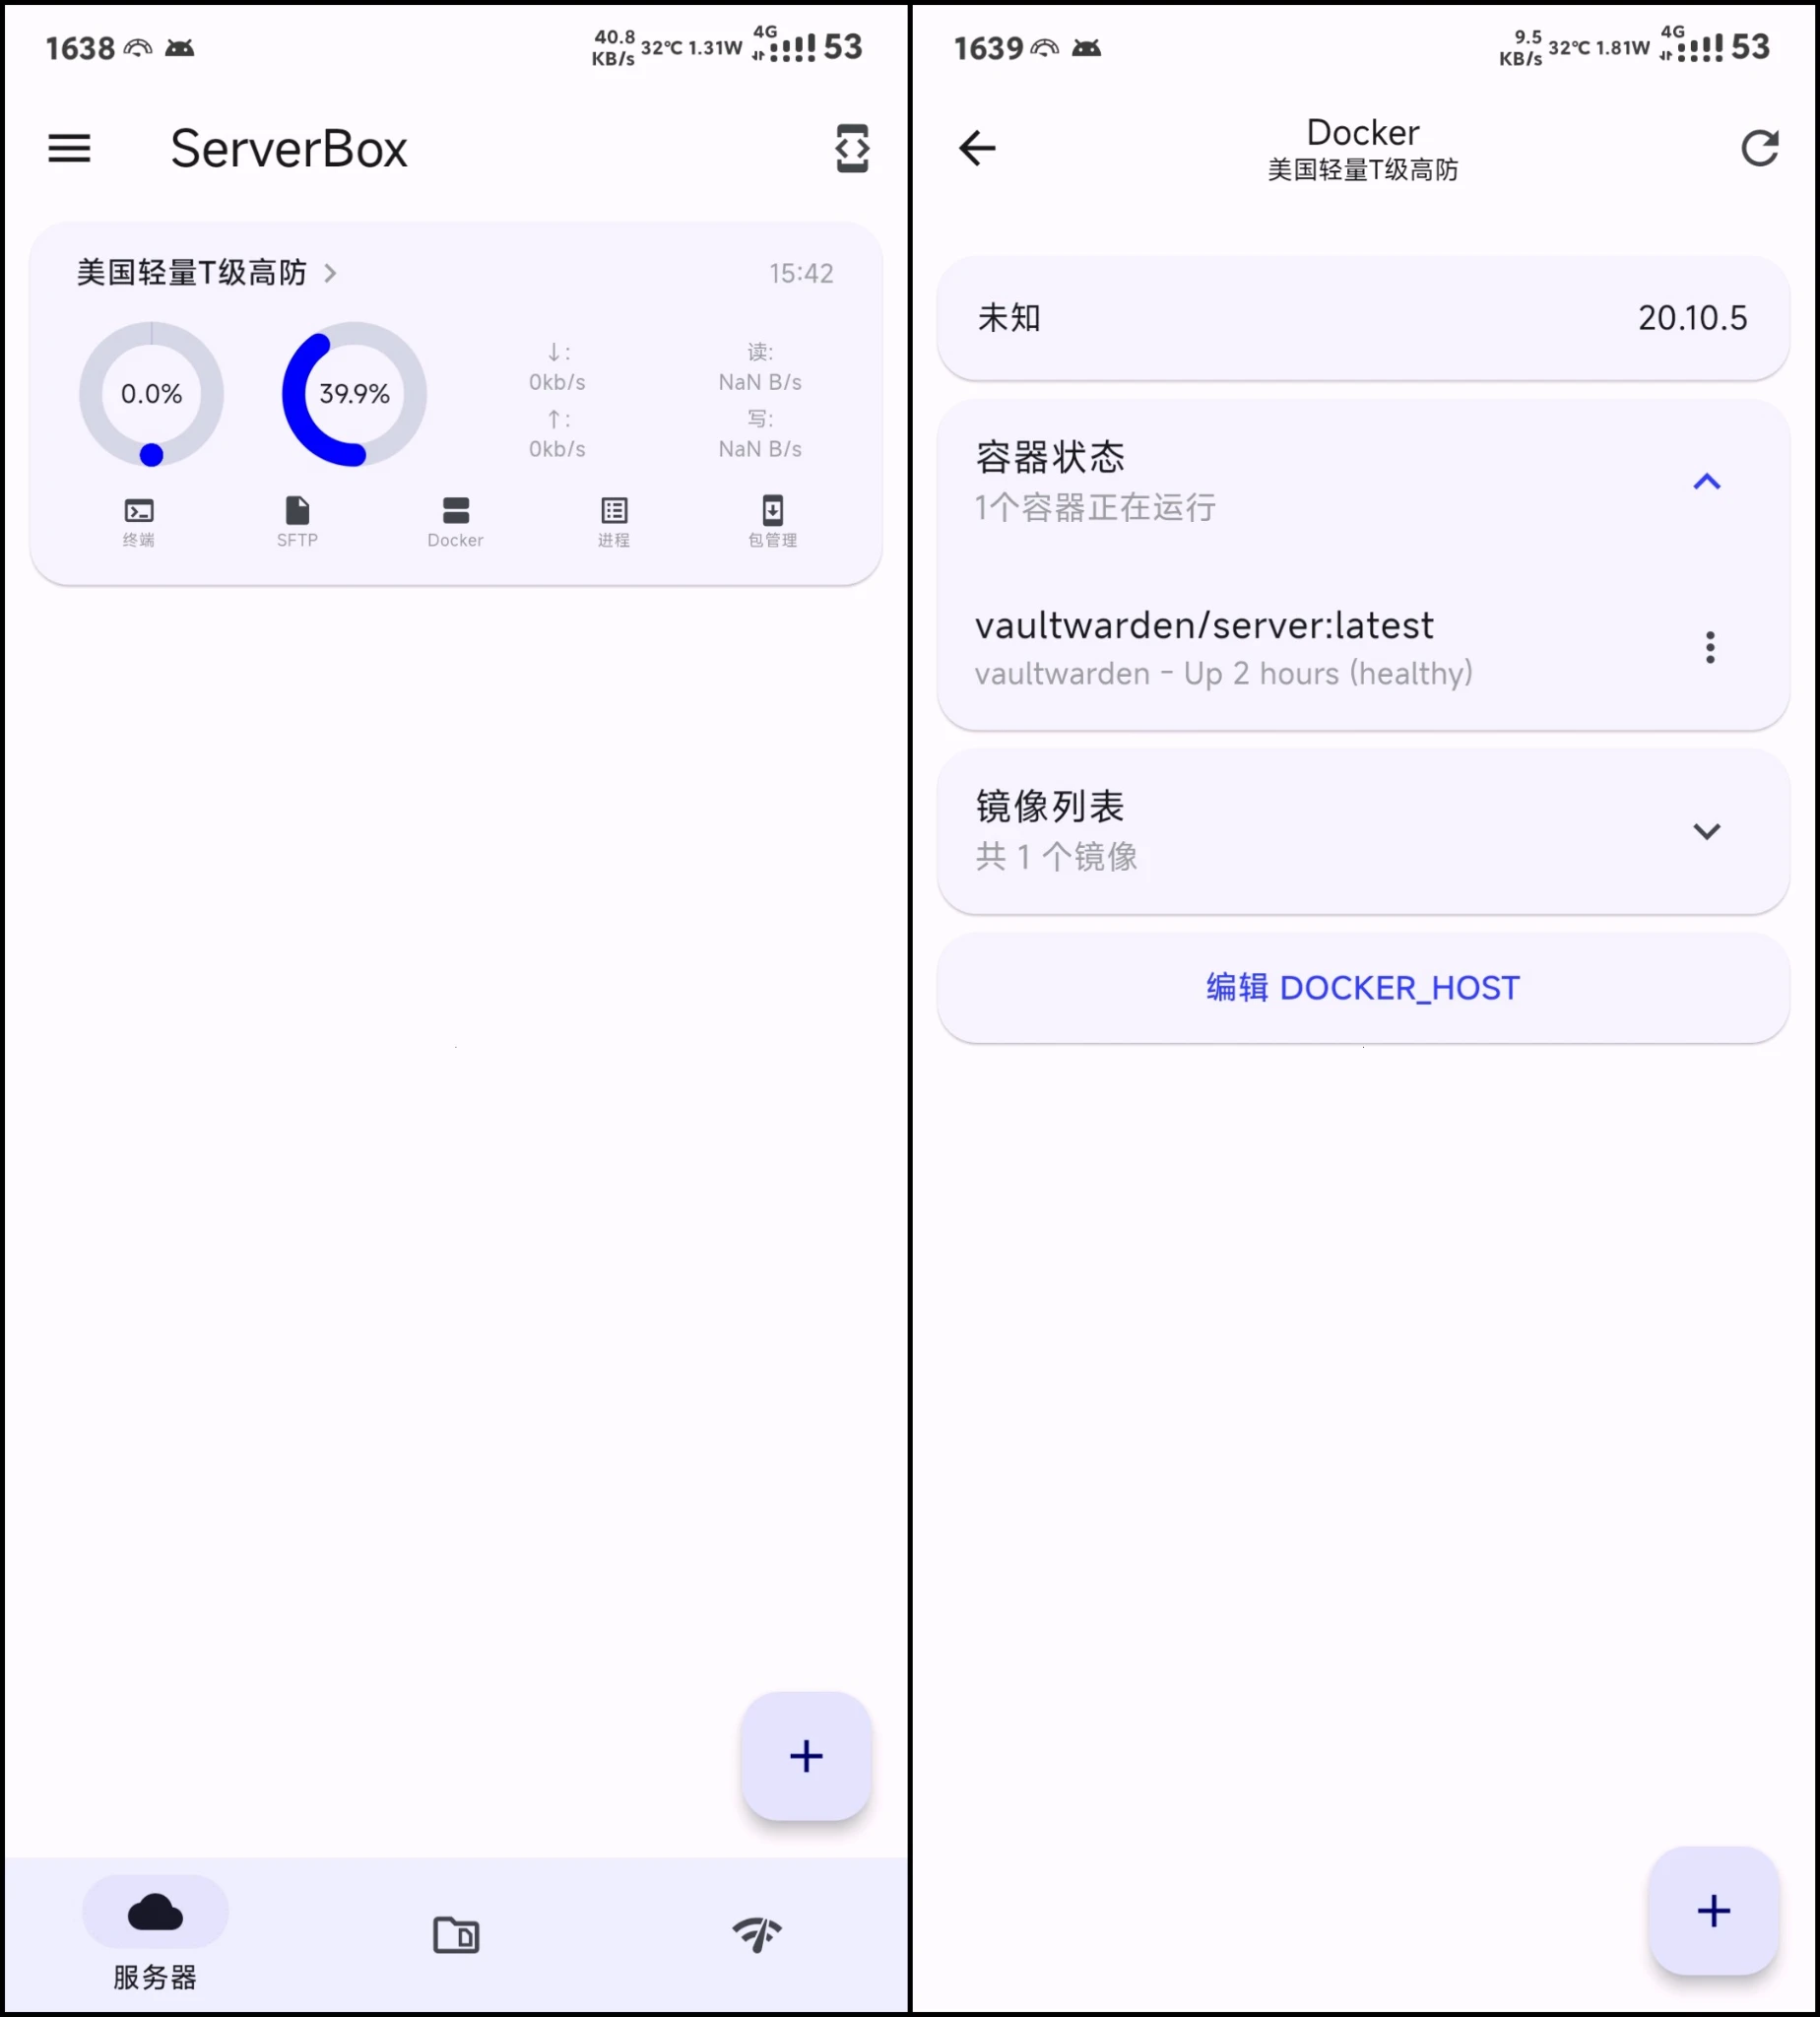 1638 40.8 KB/s 32℃ 1.31W 4G 53
ServerBox
美国轻量T级高防 15:42
0.0%
39.9%
↓:
0kb/s
↑:
0kb/s
读:
NaN B/s
写:
NaN B/s
终端 SFTP Docker 进程 包管理
服务器
1639 9.5 KB/s 32℃ 1.81W 4G 53
Docker
美国轻量T级高防
未知 20.10.5
容器状态
1个容器正在运行
vaultwarden/server:latest
vaultwarden - Up 2 hours (healthy)
镜像列表
共 1 个镜像
编辑 DOCKER_HOST